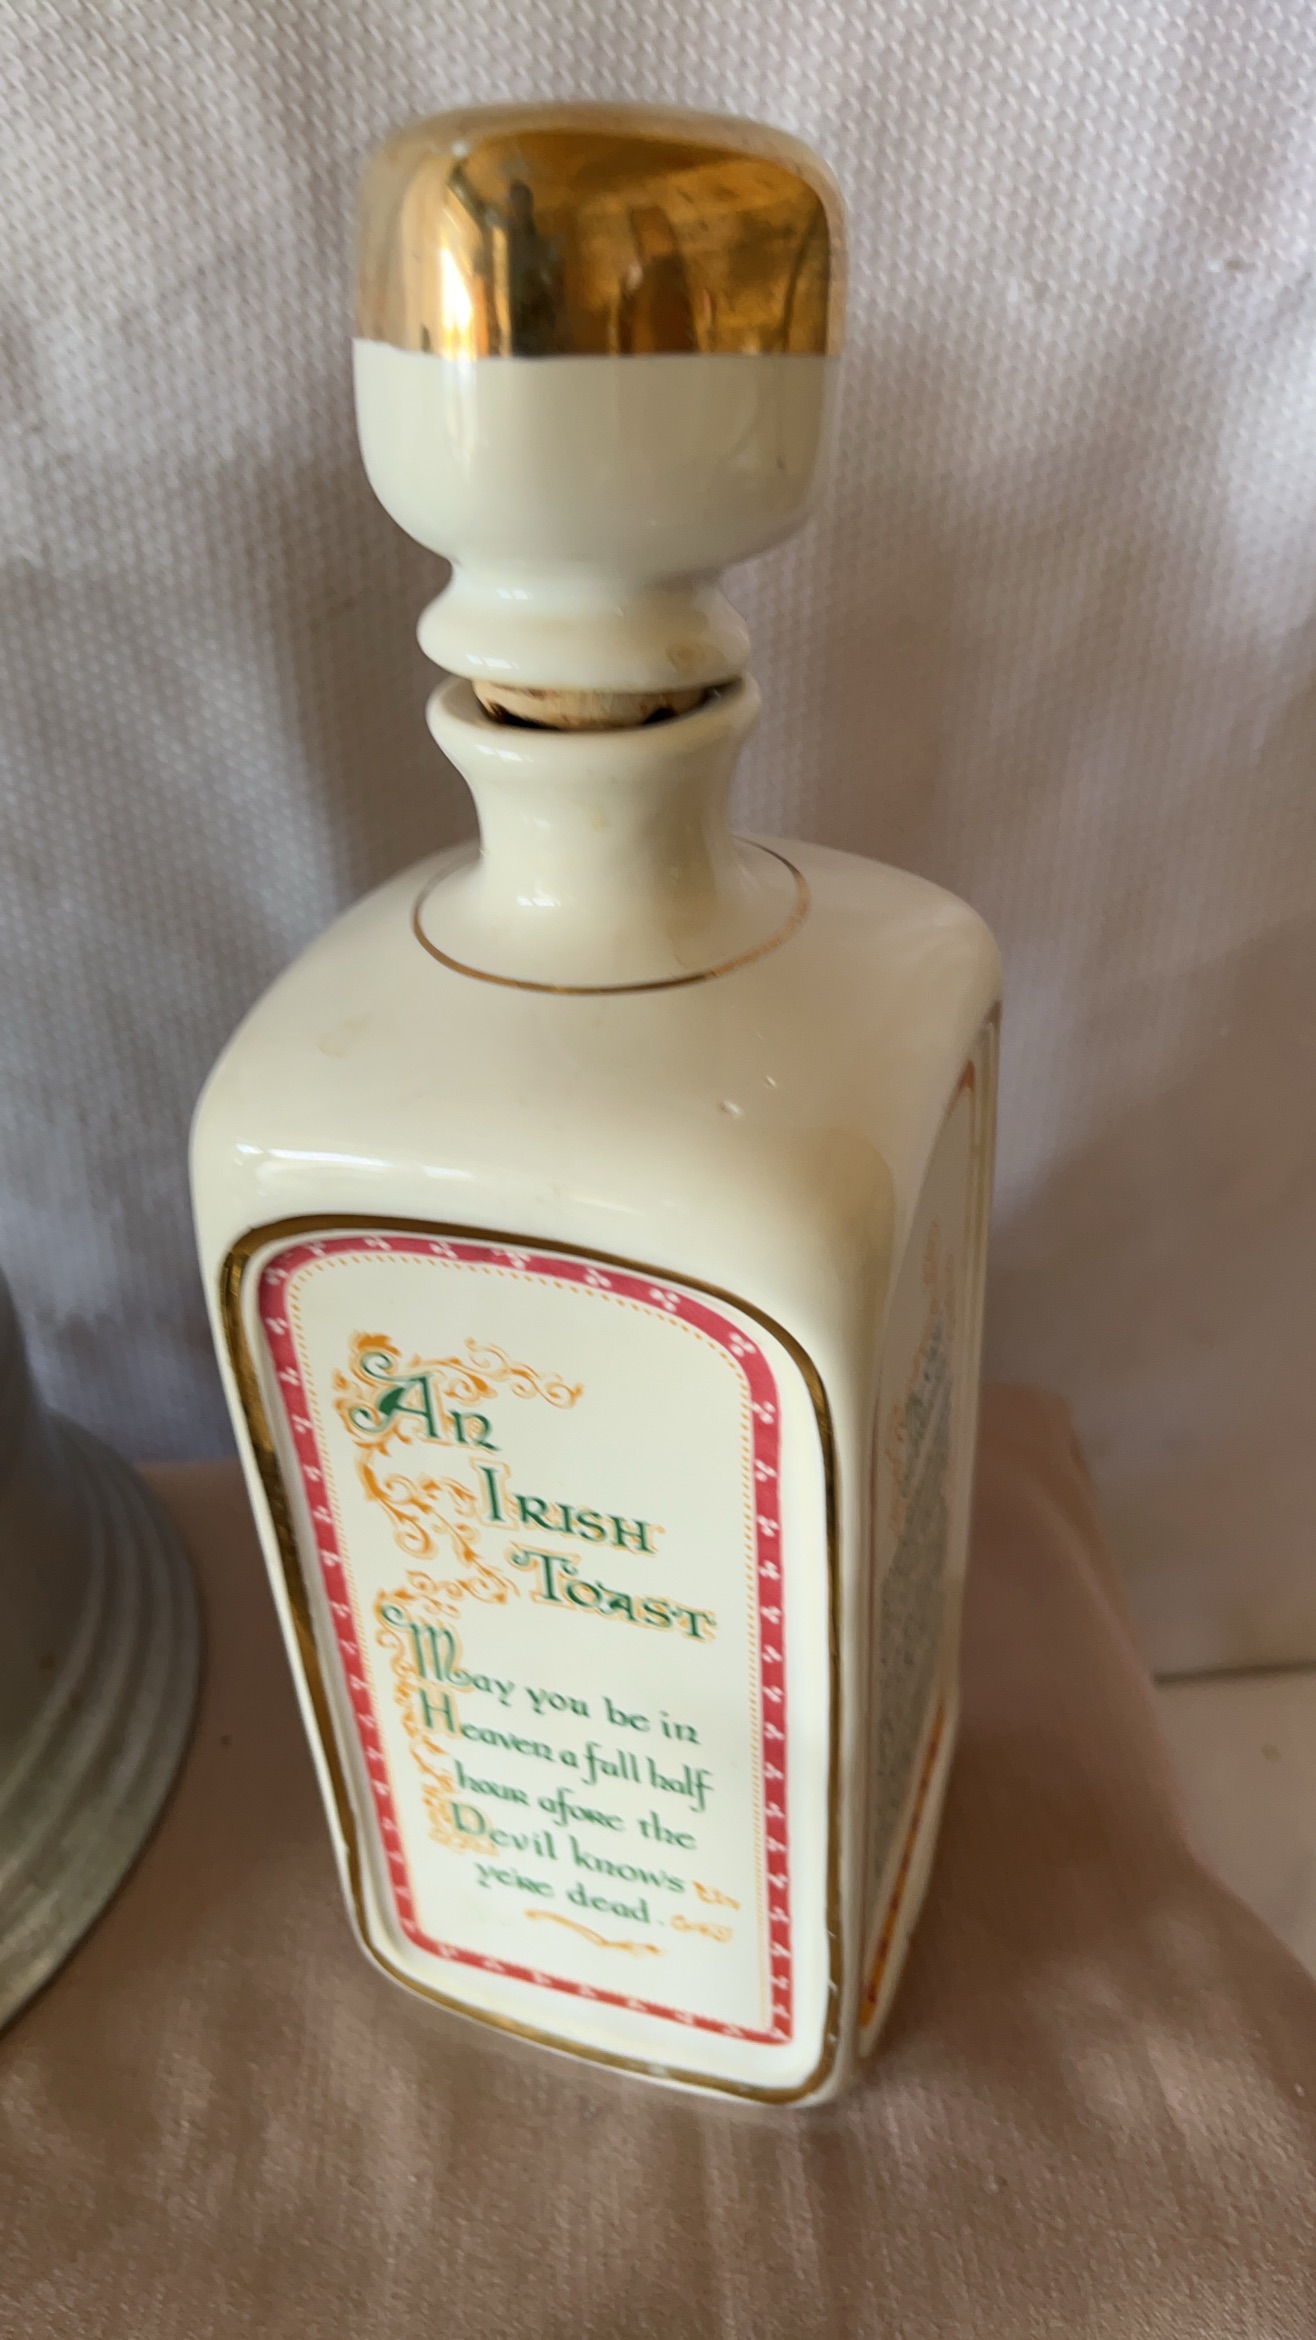 An
Irish
Toast
May you be in
Heaven a full half
hour afore the
Devil knows
ye're dead.